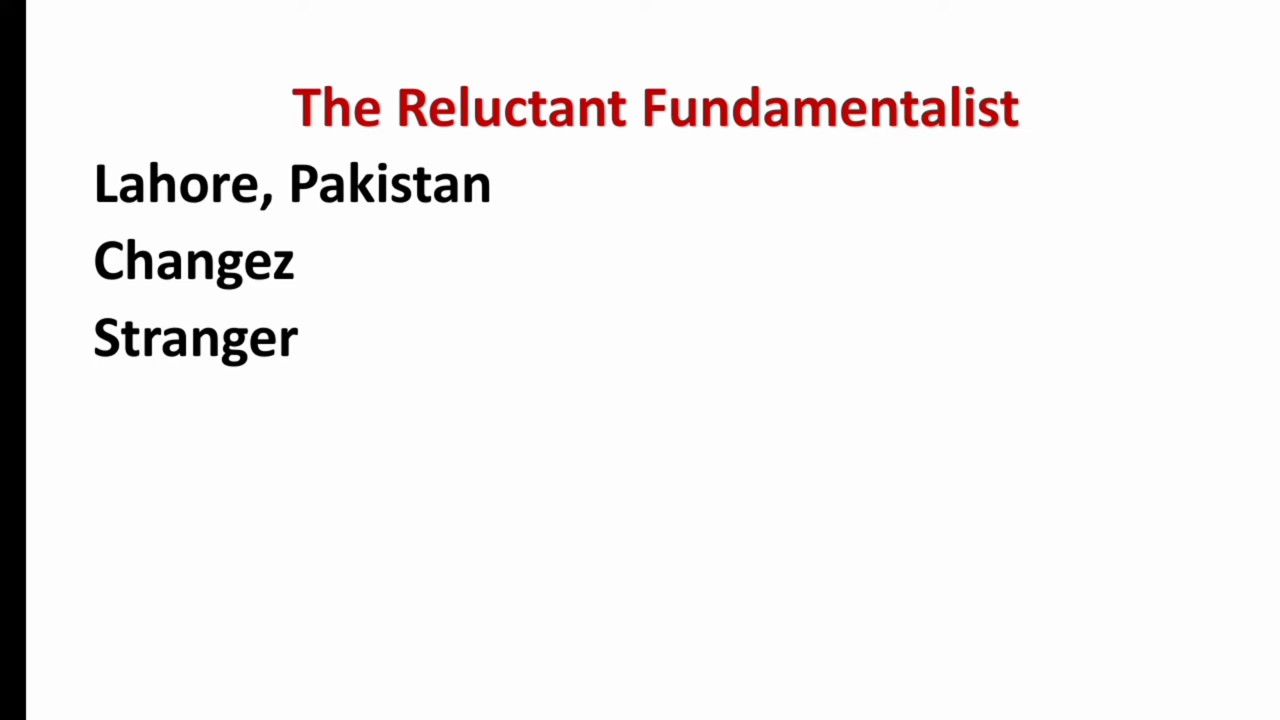 The Reluctant Fundamentalist
Lahore, Pakistan
Changez
Stranger